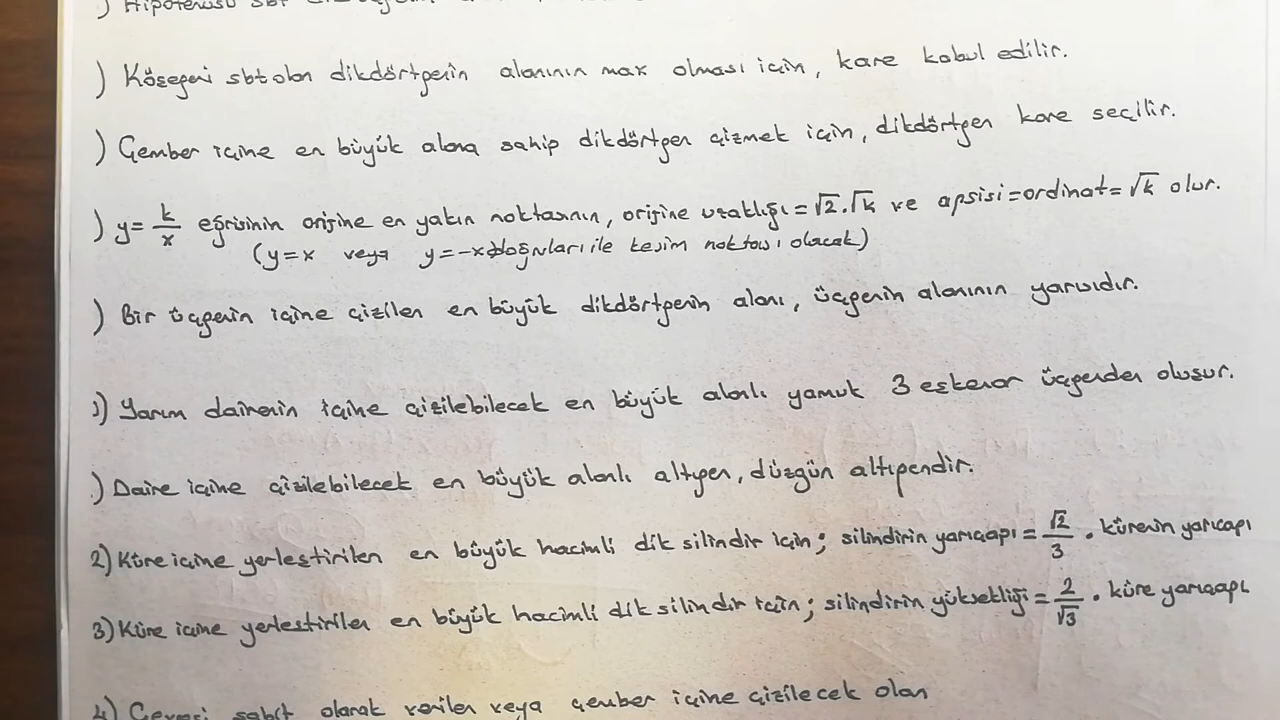 ) Hipotenüsü sbt
) Köşegeni sbt olan dikdörtgenin alanının max olması için, kare kabul edilir.
) Çember içine en büyük alana sahip dikdörtgen çizmek için, dikdörtgen kare seçilir.
) y = k/x eğrisinin orijine en yakın noktasının, orijine uzaklığı = √2.√k ve apsisi = ordinat = √k olur.
(y=x veya y=-x doğruları ile kesim noktası olacak)
) Bir üçgenin içine çizilen en büyük dikdörtgenin alanı, üçgenin alanının yarısıdır.
) Yarım dairenin içine çizilebilecek en büyük alanlı yamuk 3 eşkenar üçgenden oluşur.
) Daire içine çizilebilecek en büyük alanlı altıgen, düzgün altıgendir.
2) Küre içine yerleştirilen en büyük hacimli dik silindir için; silindirin yarıçapı = √2/3 . kürenin yarıçapı
3) Küre içine yerleştirilen en büyük hacimli dik silindir için; silindirin yüksekliği = 2/√3 . küre yarıçapı
4) Çevresi sabit olarak verilen veya çember içine çizilecek olan